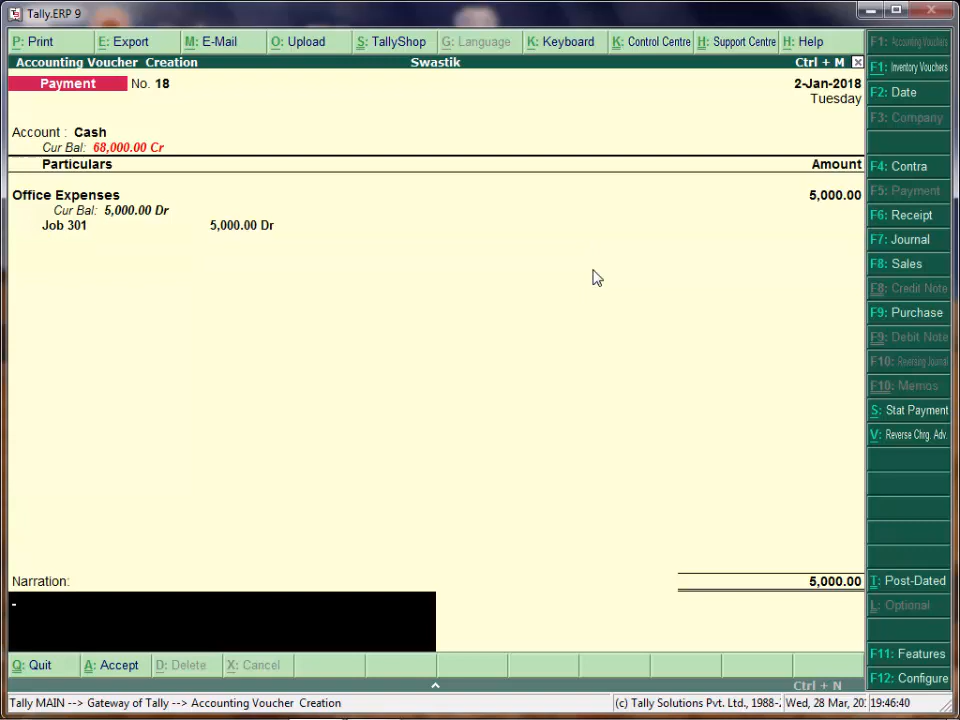 Tally.ERP 9
P: Print E: Export M: E-Mail O: Upload S: TallyShop G: Language K: Keyboard K: Control Centre H: Support Centre H: Help
F1: Accounting Vouchers
Accounting Voucher Creation Swastik Ctrl + M
F1: Inventory Vouchers
Payment No. 18 2-Jan-2018
Tuesday
F2: Date
F3: Company
Account : Cash
Cur Bal: 68,000.00 Cr
Particulars Amount
F4: Contra
Office Expenses 5,000.00
F5: Payment
Cur Bal: 5,000.00 Dr
F6: Receipt
Job 301 5,000.00 Dr
F7: Journal
F8: Sales
F8: Credit Note
F9: Purchase
F9: Debit Note
F10: Reversing Journal
F10: Memos
S: Stat Payment
V: Reverse Chrg. Adv.
Narration: 5,000.00
T: Post-Dated
L: Optional
F11: Features
Q: Quit A: Accept D: Delete X: Cancel
F12: Configure
Ctrl + N
Tally MAIN --> Gateway of Tally --> Accounting Voucher Creation (c) Tally Solutions Pvt. Ltd., 1988- Wed, 28 Mar, 201 19:46:40